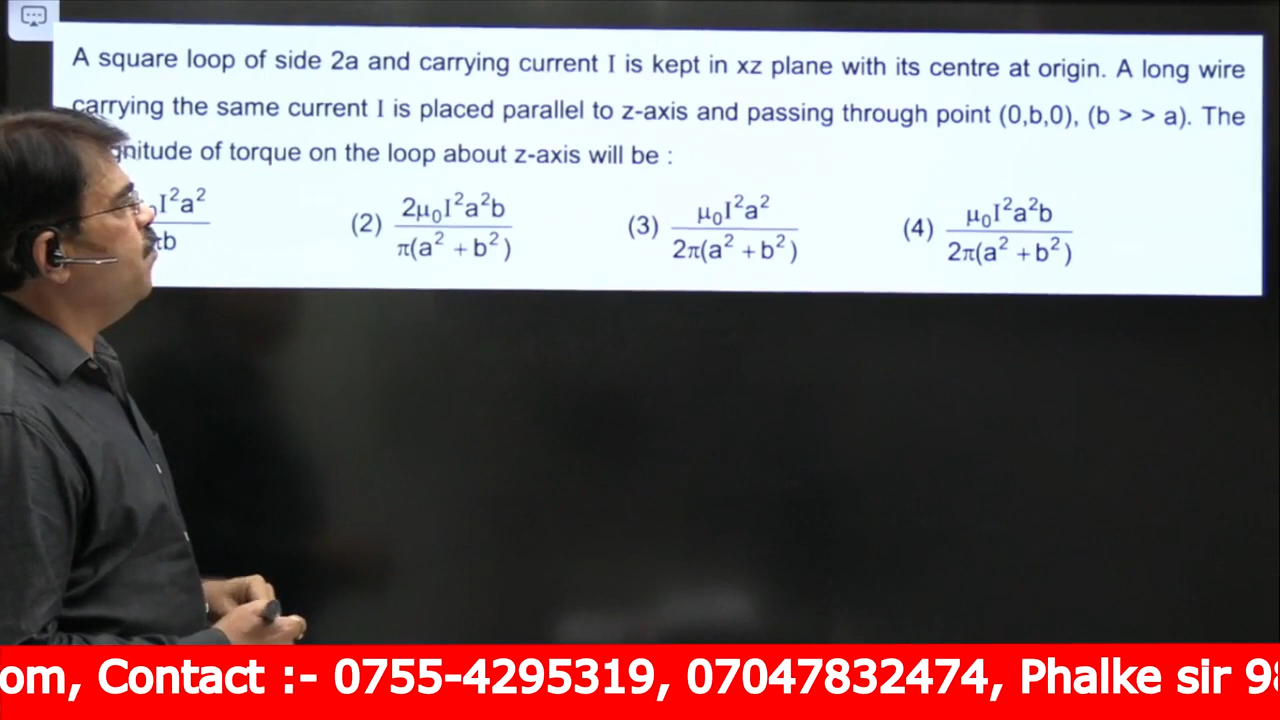 A square loop of side 2a and carrying current I is kept in xz plane with its centre at origin. A long wire
carrying the same current I is placed parallel to z-axis and passing through point (0,b,0), (b > > a). The
of torque on the loop about z-axis will be :
I²a² / b (2) 2μ₀I²a²b / π(a² + b²) (3) μ₀I²a² / 2π(a² + b²) (4) μ₀I²a²b / 2π(a² + b²)
om, Contact :- 0755-4295319, 07047832474, Phalke sir